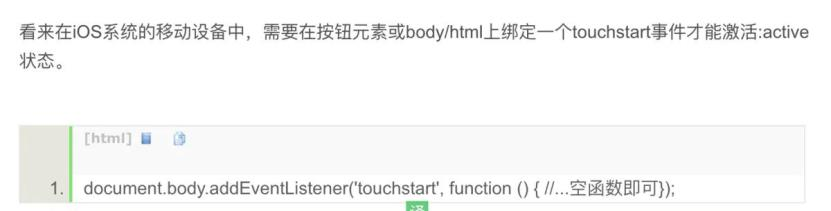 看来在iOS系统的移动设备中，需要在按钮元素或body/html上绑定一个touchstart事件才能激活:active
状态。
[html]
1. document.body.addEventListener('touchstart', function () { //...空函数即可});
译